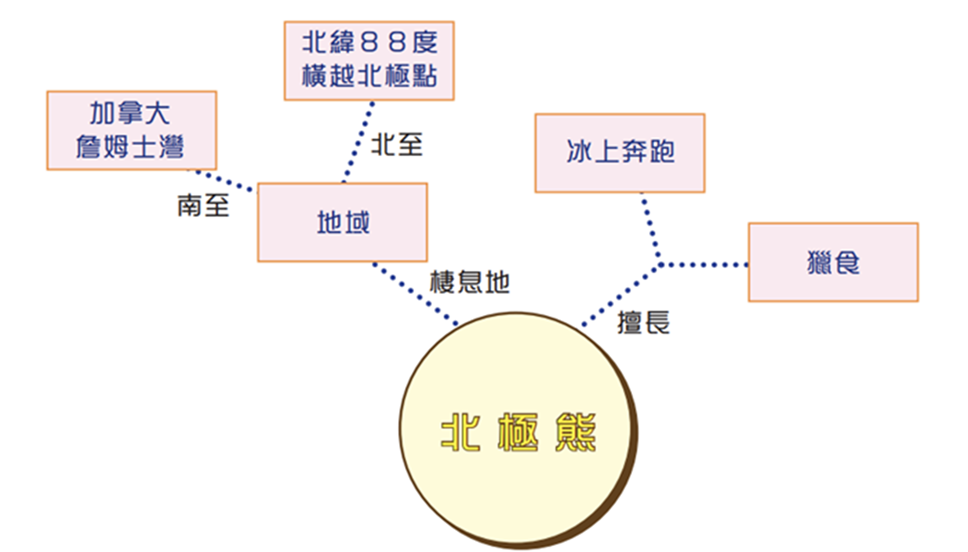 北緯８８度
橫越北極點
加拿大
詹姆士灣
北至
冰上奔跑
南至
地域
獵食
棲息地
擅長
北極熊